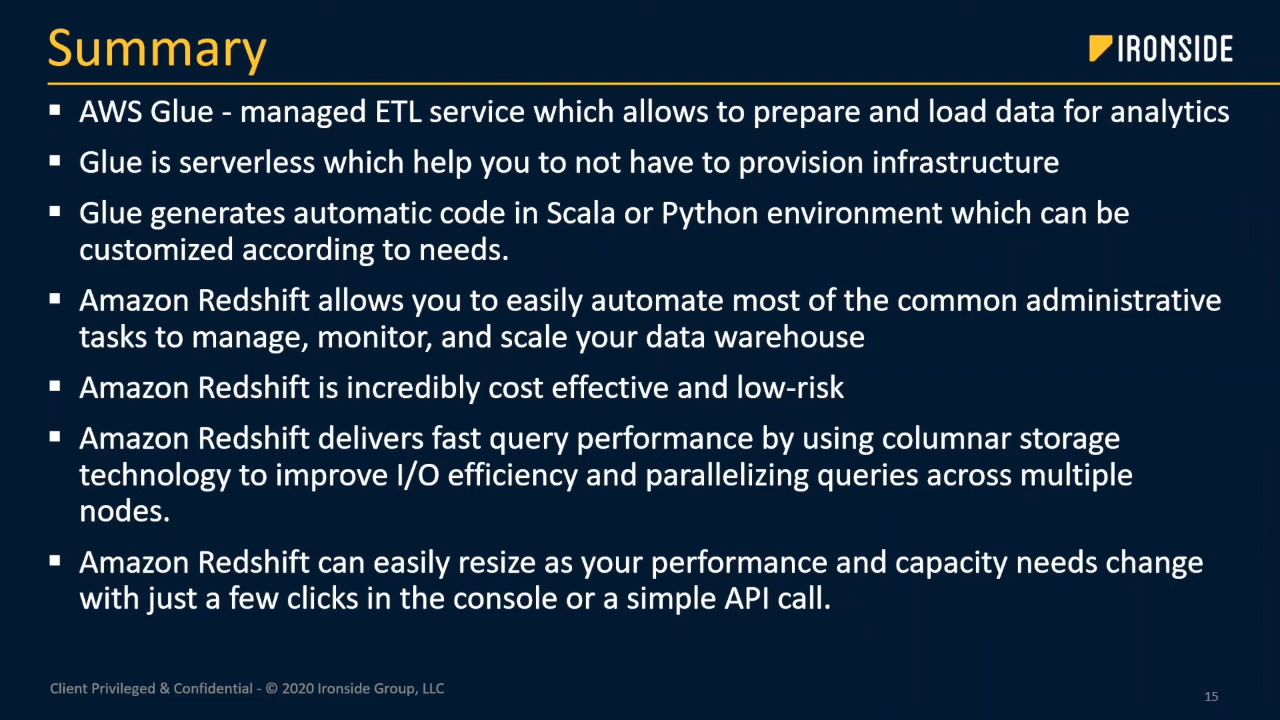 Summary
IRONSIDE
▪ AWS Glue - managed ETL service which allows to prepare and load data for analytics
▪ Glue is serverless which help you to not have to provision infrastructure
▪ Glue generates automatic code in Scala or Python environment which can be
customized according to needs.
▪ Amazon Redshift allows you to easily automate most of the common administrative
tasks to manage, monitor, and scale your data warehouse
▪ Amazon Redshift is incredibly cost effective and low-risk
▪ Amazon Redshift delivers fast query performance by using columnar storage
technology to improve I/O efficiency and parallelizing queries across multiple
nodes.
▪ Amazon Redshift can easily resize as your performance and capacity needs change
with just a few clicks in the console or a simple API call.
Client Privileged & Confidential - © 2020 Ironside Group, LLC
15